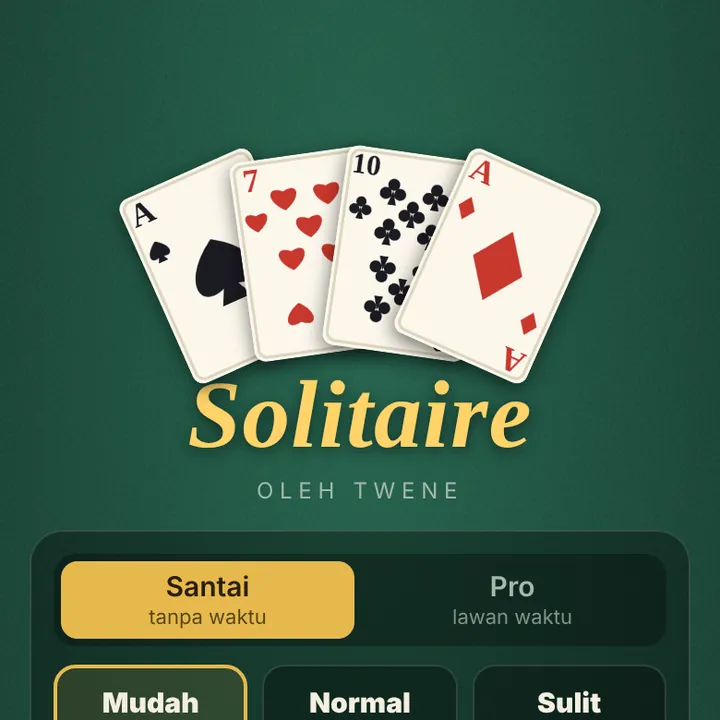 A
7
10
A
A
Solitaire
OLEH TWENE
Santai
tanpa waktu
Pro
lawan waktu
Mudah
Normal
Sulit